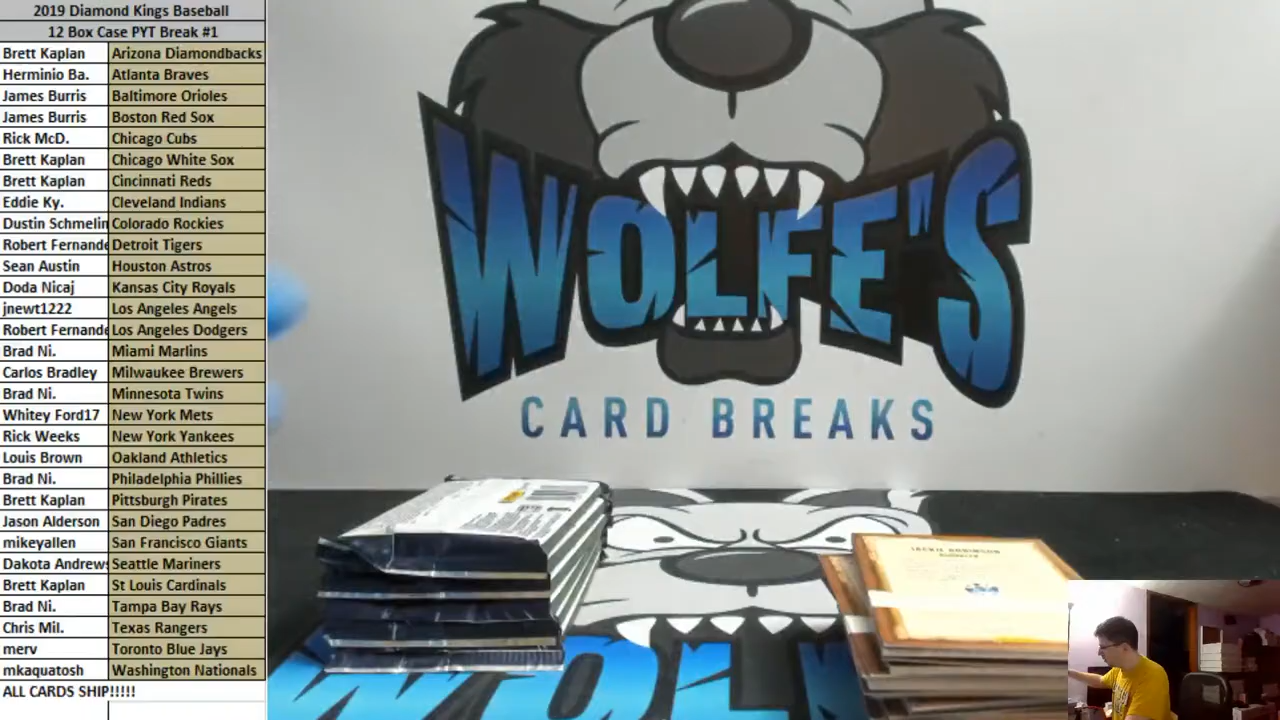 2019 Diamond Kings Baseball
12 Box Case PYT Break #1
Brett Kaplan Arizona Diamondbacks
Herminio Ba. Atlanta Braves
James Burris Baltimore Orioles
James Burris Boston Red Sox
Rick McD. Chicago Cubs
Brett Kaplan Chicago White Sox
Brett Kaplan Cincinnati Reds
Eddie Ky. Cleveland Indians
Dustin Schmelin Colorado Rockies
Robert Fernande Detroit Tigers
Sean Austin Houston Astros
Doda Nicaj Kansas City Royals
jnewt1222 Los Angeles Angels
Robert Fernande Los Angeles Dodgers
Brad Ni. Miami Marlins
Carlos Bradley Milwaukee Brewers
Brad Ni. Minnesota Twins
Whitey Ford17 New York Mets
Rick Weeks New York Yankees
Louis Brown Oakland Athletics
Brad Ni. Philadelphia Phillies
Brett Kaplan Pittsburgh Pirates
Jason Alderson San Diego Padres
mikeyallen San Francisco Giants
Dakota Andrews Seattle Mariners
Brett Kaplan St Louis Cardinals
Brad Ni. Tampa Bay Rays
Chris Mil. Texas Rangers
merv Toronto Blue Jays
mkaquatosh Washington Nationals
ALL CARDS SHIP!!!!!
WOLFE'S
CARD BREAKS
JACKIE ROBINSON
WOL